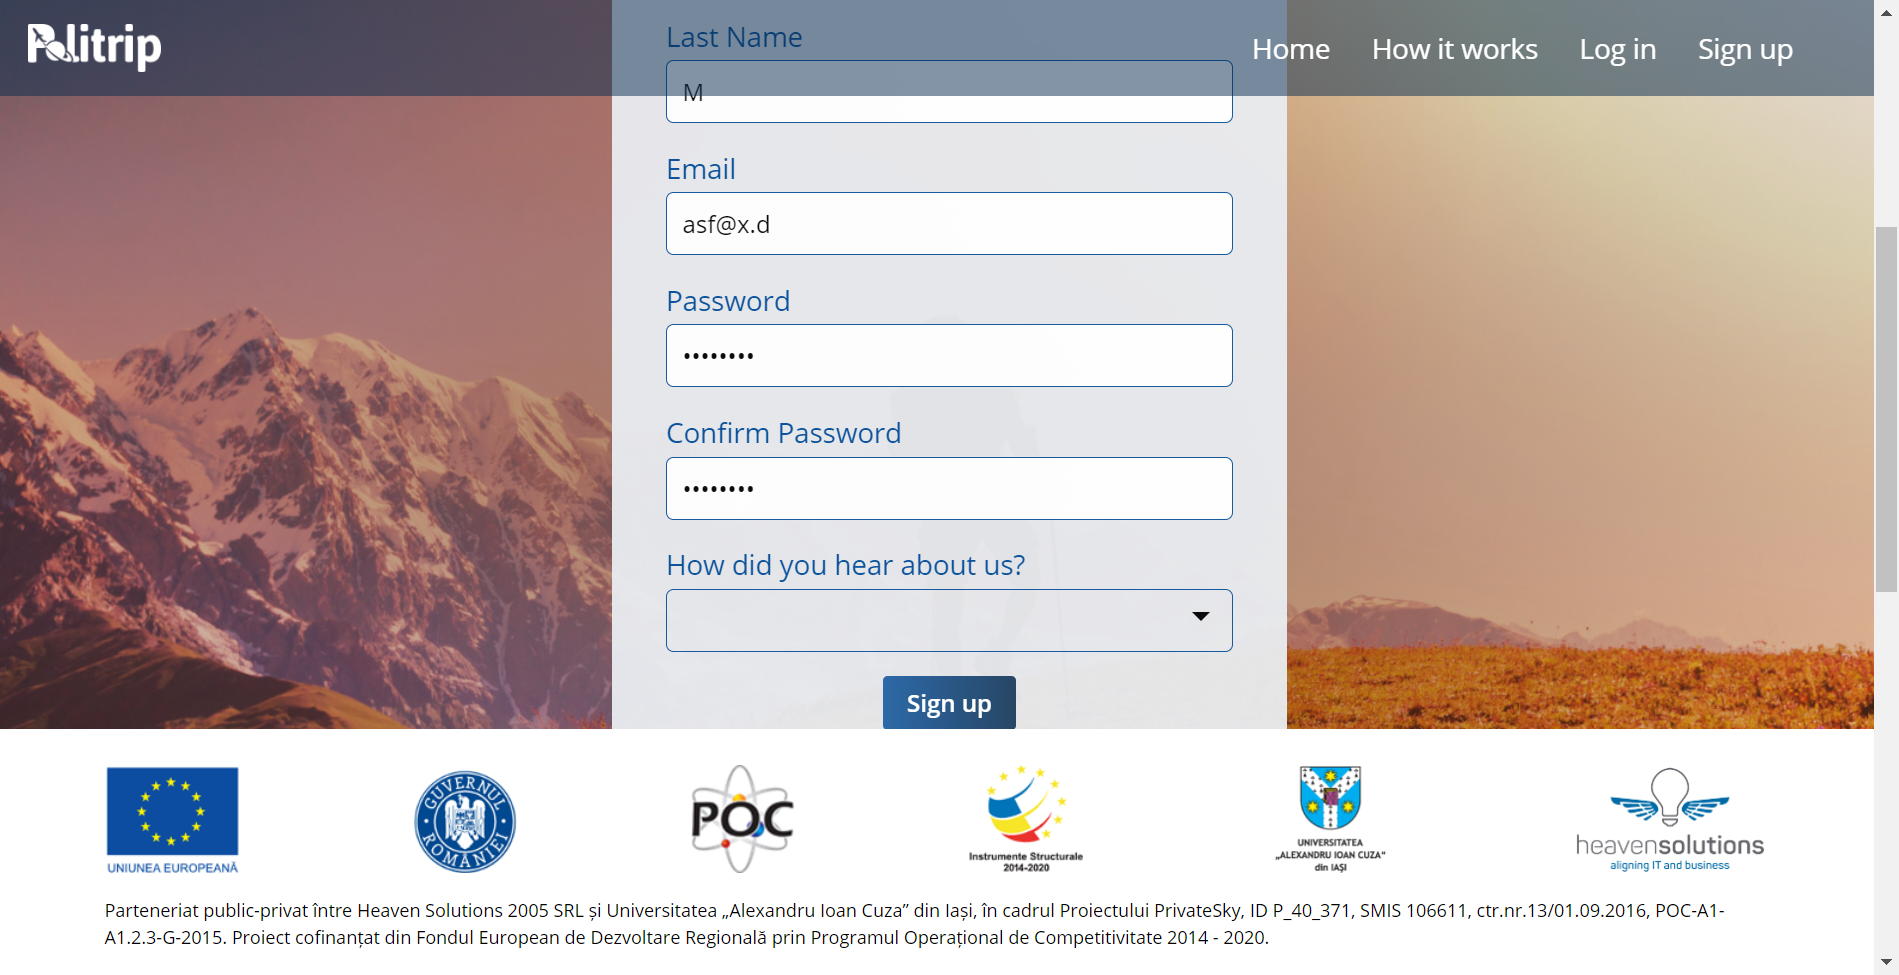 Politrip
Home How it works Log in Sign up
Last Name
M
Email
asf@x.d
Password
••••••••
Confirm Password
••••••••
How did you hear about us?
Sign up
UNIUNEA EUROPEANĂ
GUVERNUL ROMÂNIEI
POC
Instrumente Structurale
2014-2020
UNIVERSITATEA
„ALEXANDRU IOAN CUZA”
din IAȘI
heavensolutions
aligning IT and business
Parteneriat public-privat între Heaven Solutions 2005 SRL și Universitatea „Alexandru Ioan Cuza” din Iași, în cadrul Proiectului PrivateSky, ID P_40_371, SMIS 106611, ctr.nr.13/01.09.2016, POC-A1-
A1.2.3-G-2015. Proiect cofinanțat din Fondul European de Dezvoltare Regională prin Programul Operațional de Competitivitate 2014 - 2020.